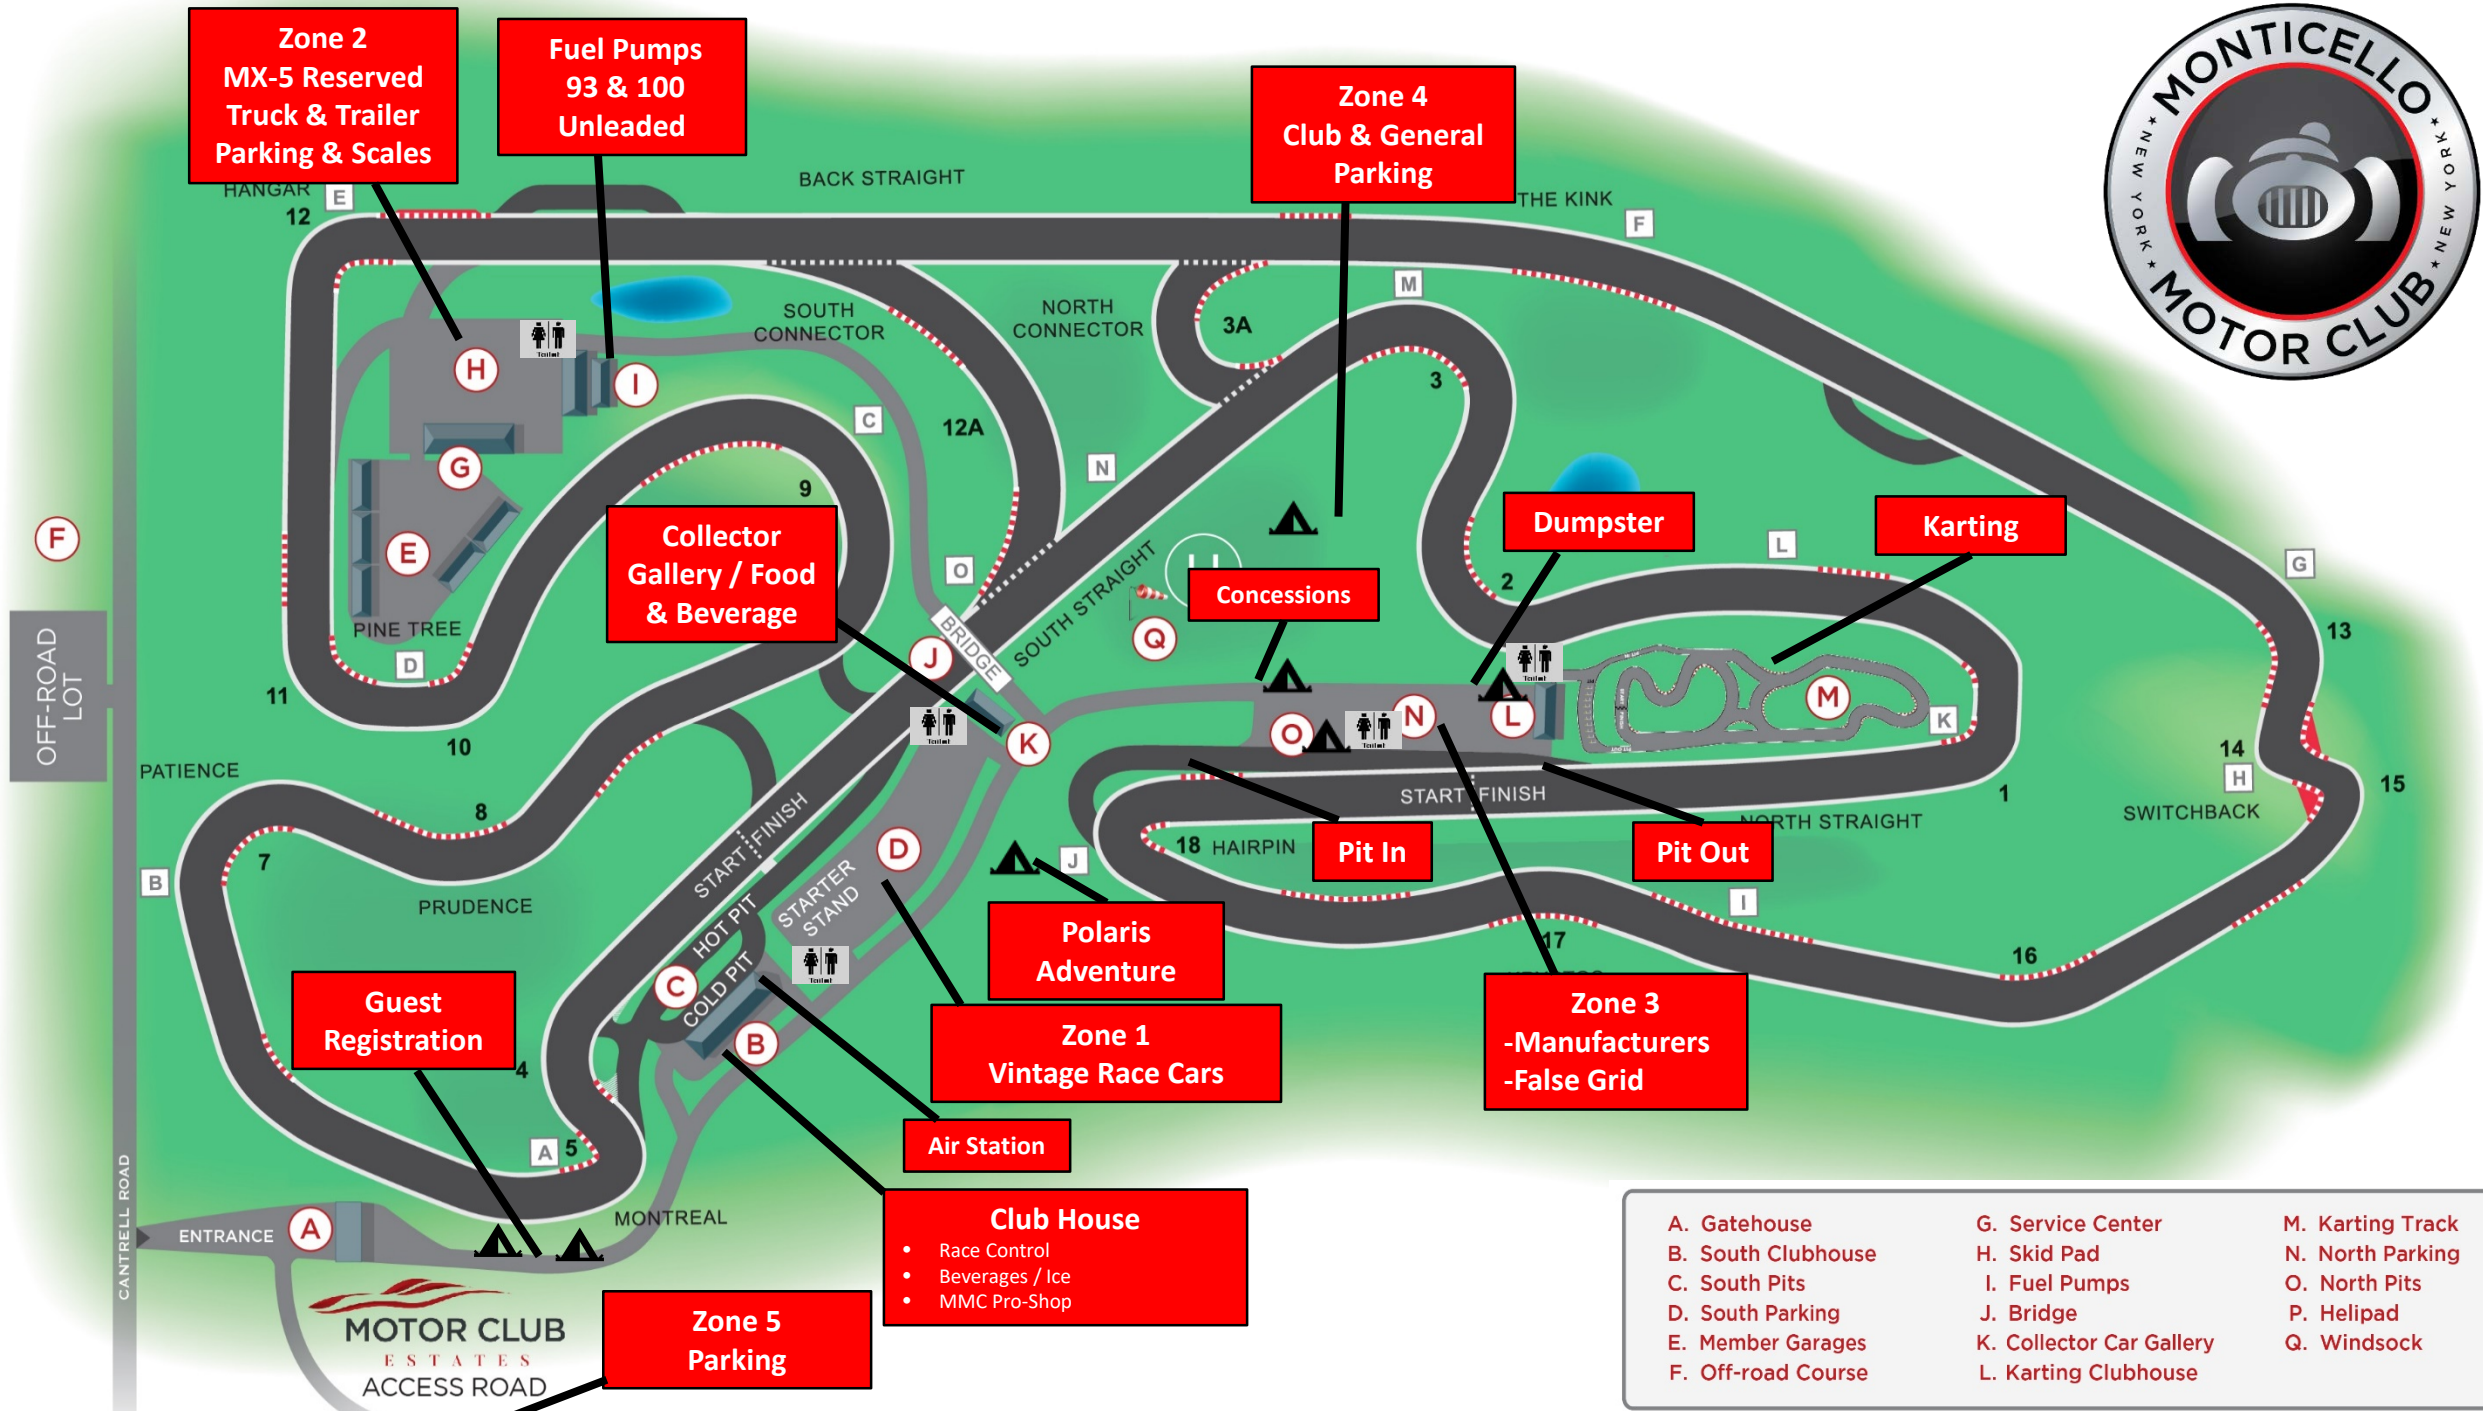 Zone 2
MX-5 Reserved
Truck & Trailer
Parking & Scales
Fuel Pumps
93 & 100
Unleaded
Zone 4
Club & General
Parking
MONTICELLO
NEW YORK
NEW YORK
MOTOR CLUB
HANGAR
E
12
BACK STRAIGHT
THE KINK
F
M
SOUTH
CONNECTOR
NORTH
CONNECTOR
3A
3
Toilet
H
I
C
12A
G
N
9
F
E
Collector
Gallery / Food
& Beverage
Dumpster
Karting
L
G
O
SOUTH STRAIGHT
Concessions
2
13
PINE TREE
D
BRIDGE
J
Q
OFF-ROAD
LOT
11
Toilet
M
Toilet
Toilet
O
N
L
K
10
K
14
H
15
PATIENCE
START FINISH
1
SWITCHBACK
8
START FINISH
NORTH STRAIGHT
7
18 HAIRPIN
Pit In
Pit Out
D
J
B
STARTER
STAND
PRUDENCE
HOT PIT
I
Polaris
Adventure
17
16
Toilet
C
COLD PIT
Guest
Registration
Zone 3
-Manufacturers
-False Grid
B
Zone 1
Vintage Race Cars
4
A
5
Air Station
CANTRELL ROAD
ENTRANCE
A
MONTREAL
Club House
• Race Control
• Beverages / Ice
• MMC Pro-Shop
MOTOR CLUB
ESTATES
ACCESS ROAD
Zone 5
Parking
A. Gatehouse
B. South Clubhouse
C. South Pits
D. South Parking
E. Member Garages
F. Off-road Course
G. Service Center
H. Skid Pad
I. Fuel Pumps
J. Bridge
K. Collector Car Gallery
L. Karting Clubhouse
M. Karting Track
N. North Parking
O. North Pits
P. Helipad
Q. Windsock